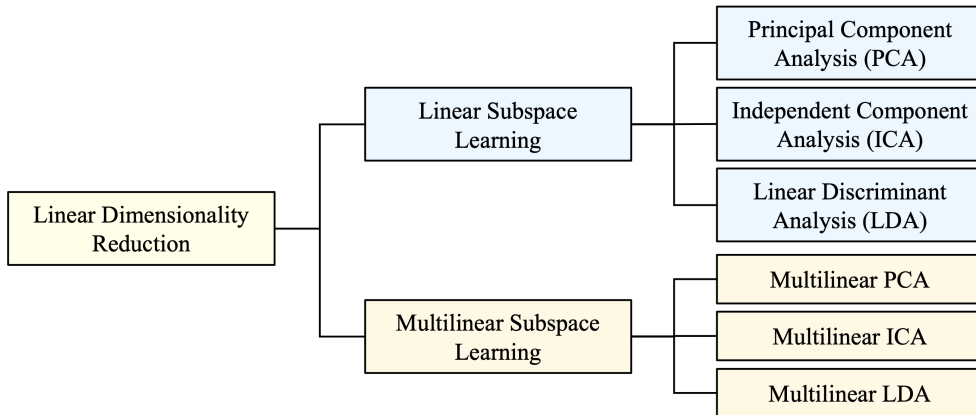 Linear Dimensionality
Reduction
Linear Subspace
Learning
Principal Component
Analysis (PCA)
Independent Component
Analysis (ICA)
Linear Discriminant
Analysis (LDA)
Multilinear Subspace
Learning
Multilinear PCA
Multilinear ICA
Multilinear LDA